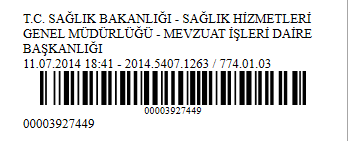 T.C. SAĞLIK BAKANLIĞI - SAĞLIK HİZMETLERİ
GENEL MÜDÜRLÜĞÜ - MEVZUAT İŞLERİ DAİRE
BAŞKANLIĞI
11.07.2014 18:41 - 2014.5407.1263 / 774.01.03
00003927449
00003927449